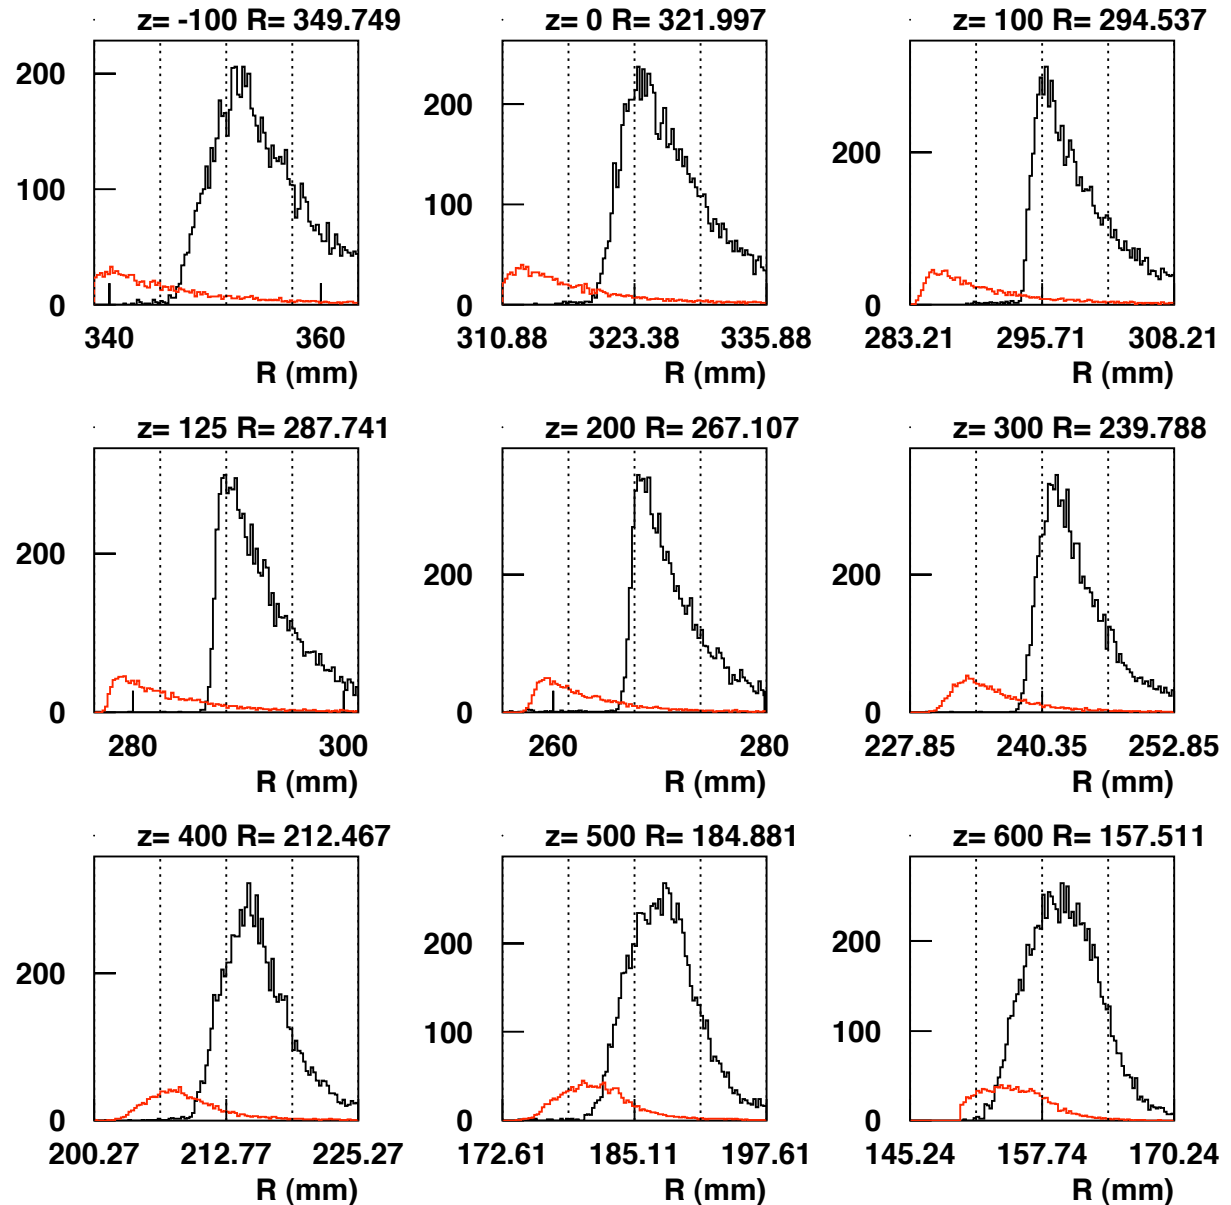 z= -100 R= 349.749
200
100
0
340
360
R (mm)
z= 0 R= 321.997
200
100
0
310.88
323.38
335.88
R (mm)
z= 100 R= 294.537
200
0
283.21
295.71
308.21
R (mm)
z= 125 R= 287.741
200
0
280
300
R (mm)
z= 200 R= 267.107
200
0
260
280
R (mm)
z= 300 R= 239.788
200
0
227.85
240.35
252.85
R (mm)
z= 400 R= 212.467
200
0
200.27
212.77
225.27
R (mm)
z= 500 R= 184.881
200
100
0
172.61
185.11
197.61
R (mm)
z= 600 R= 157.511
200
100
0
145.24
157.74
170.24
R (mm)